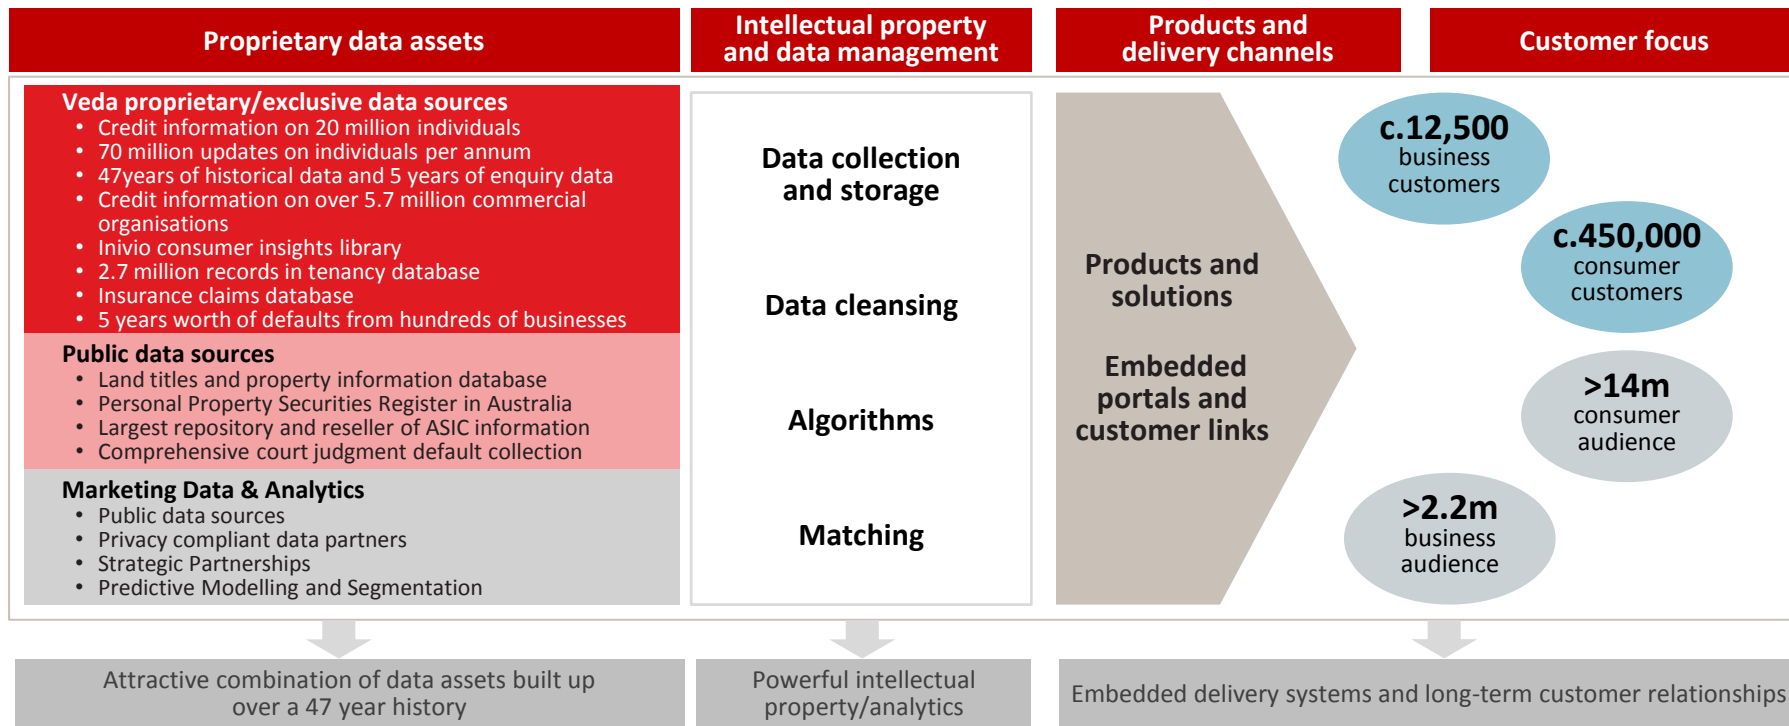 Proprietary data assets
Intellectual property
and data management
Products and
delivery channels
Customer focus
Veda proprietary/exclusive data sources
• Credit information on 20 million individuals
• 70 million updates on individuals per annum
• 47years of historical data and 5 years of enquiry data
• Credit information on over 5.7 million commercial
organisations
• Inivio consumer insights library
• 2.7 million records in tenancy database
• Insurance claims database
• 5 years worth of defaults from hundreds of businesses
Public data sources
• Land titles and property information database
• Personal Property Securities Register in Australia
• Largest repository and reseller of ASIC information
• Comprehensive court judgment default collection
Marketing Data & Analytics
• Public data sources
• Privacy compliant data partners
• Strategic Partnerships
• Predictive Modelling and Segmentation
Data collection
and storage
Data cleansing
Algorithms
Matching
Products and
solutions
Embedded
portals and
customer links
c.12,500
business
customers
c.450,000
consumer
customers
>14m
consumer
audience
>2.2m
business
audience
Attractive combination of data assets built up
over a 47 year history
Powerful intellectual
property/analytics
Embedded delivery systems and long-term customer relationships